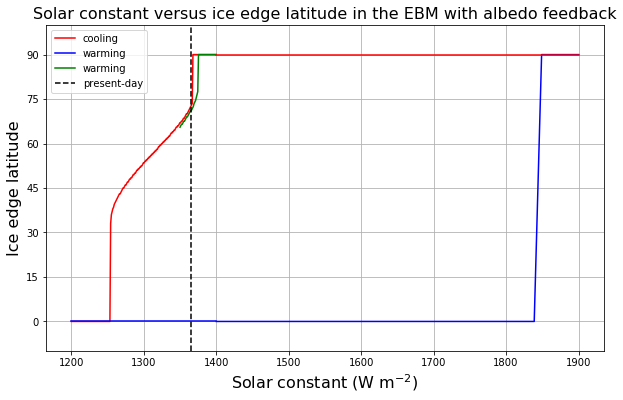 Solar constant versus ice edge latitude in the EBM with albedo feedback
cooling
warming
warming
present-day
90
75
60
45
30
15
0
Ice edge latitude
1200 1300 1400 1500 1600 1700 1800 1900
Solar constant (W m⁻²)